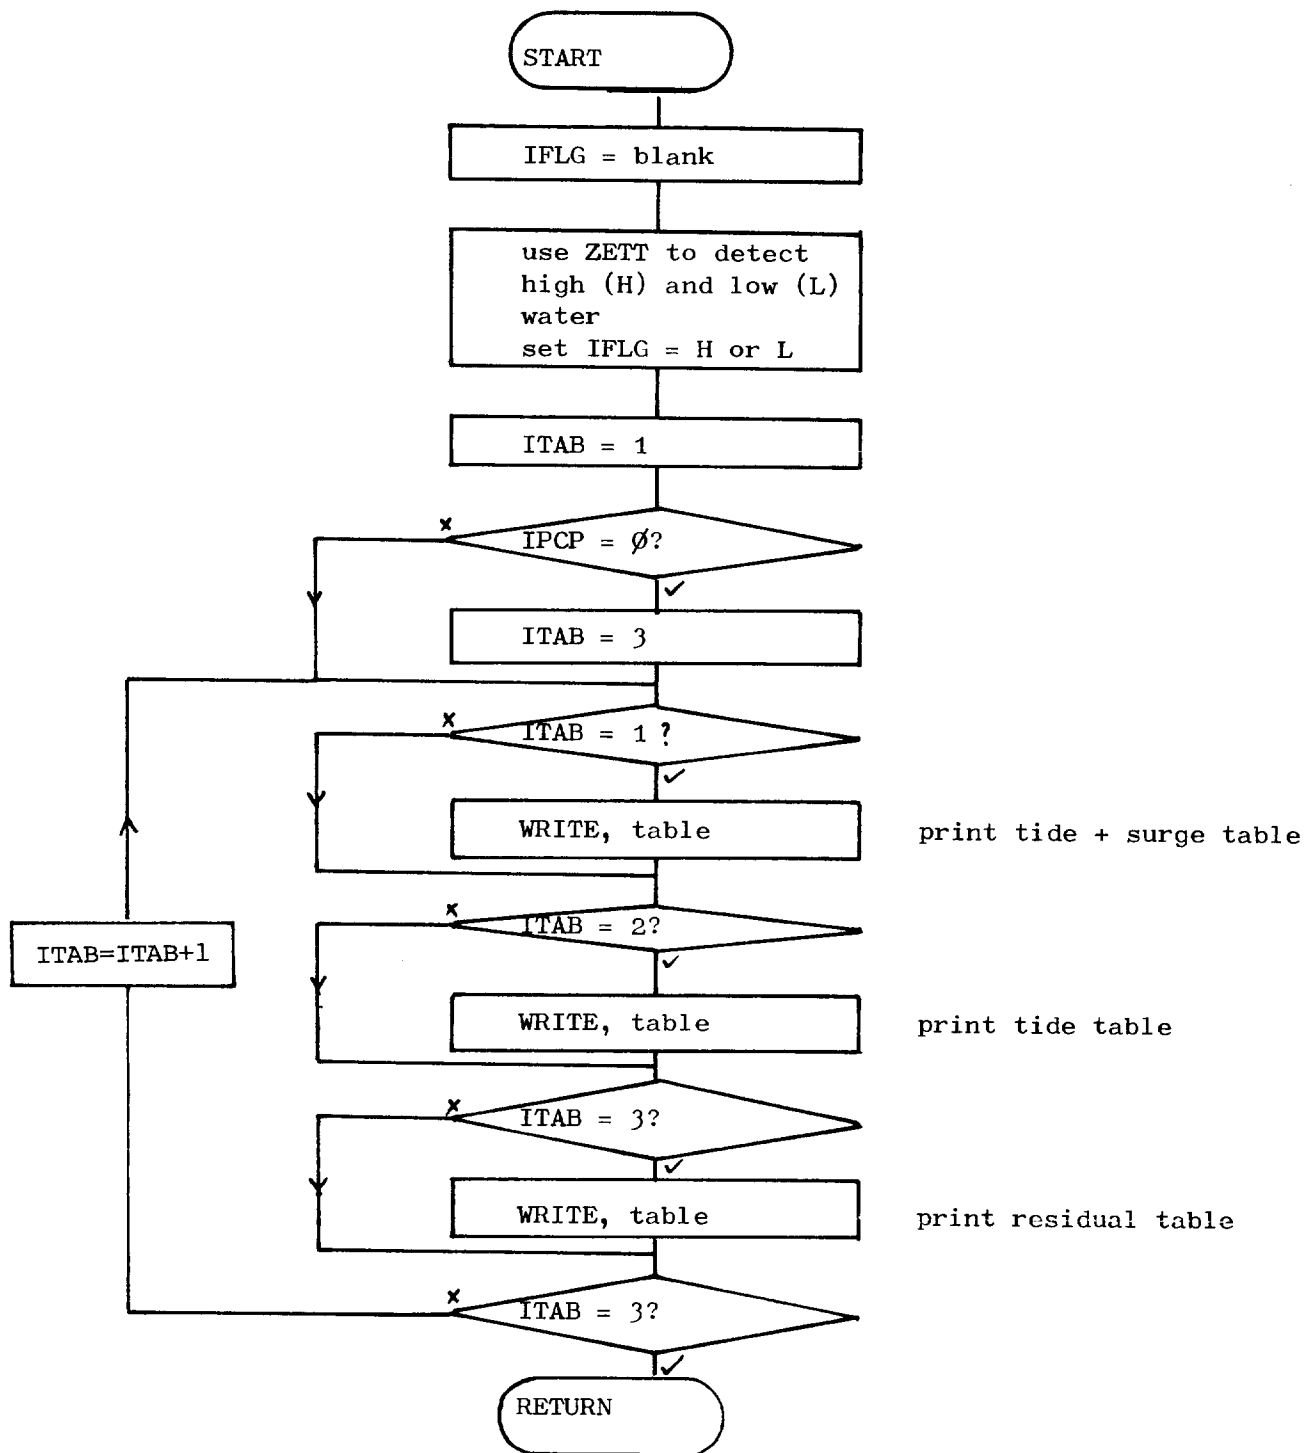 START
IFLG = blank
use ZETT to detect
high (H) and low (L)
water
set IFLG = H or L
ITAB = 1
x
IPCP = Ø?
✓
ITAB = 3
x
ITAB = 1 ?
✓
WRITE, table
print tide + surge table
x
ITAB = 2?
✓
ITAB=ITAB+1
WRITE, table
print tide table
x
ITAB = 3?
✓
WRITE, table
print residual table
x
ITAB = 3?
✓
RETURN